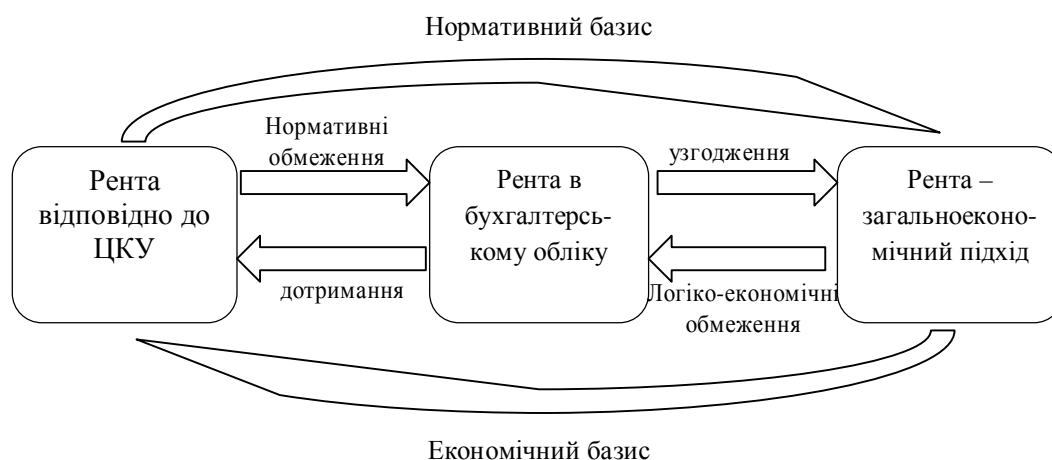 Нормативний базис
Нормативні
обмеження
узгодження
Рента
відповідно до
ЦКУ
Рента в
бухгалтерсь-
кому обліку
Рента –
загальноеконо-
мічний підхід
дотримання
Логіко-економічні
обмеження
Економічний базис